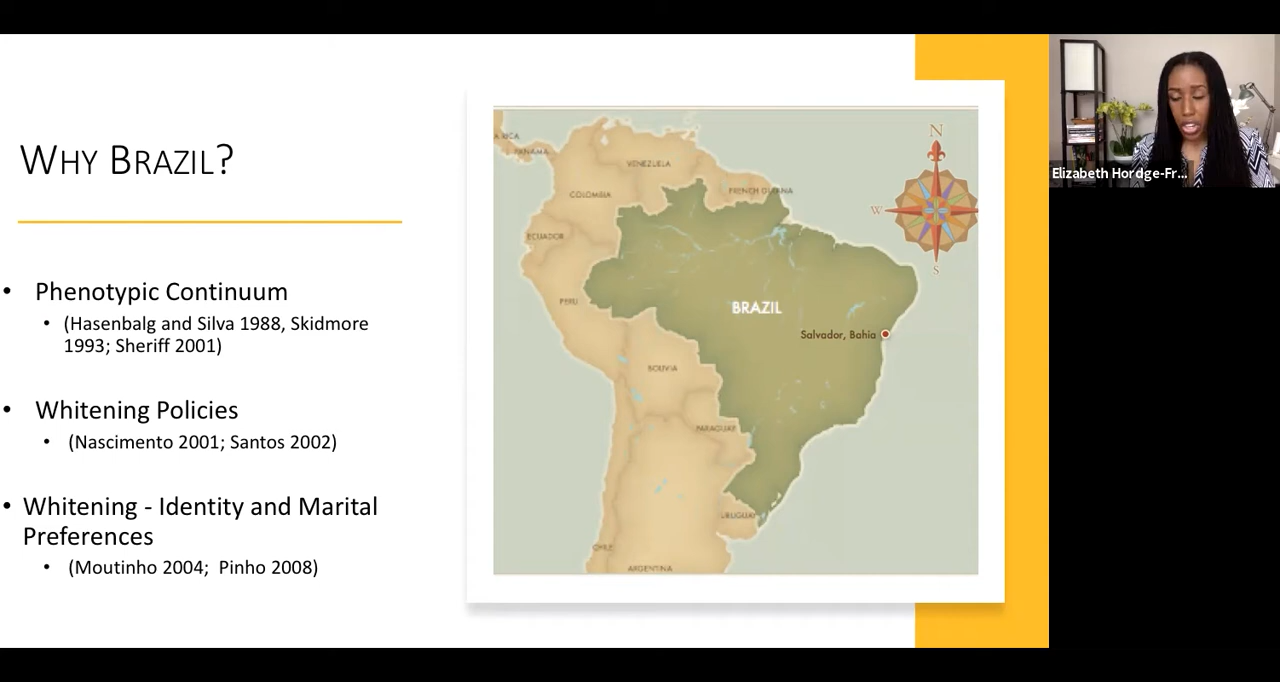 WHY BRAZIL?
• Phenotypic Continuum
• (Hasenbalg and Silva 1988, Skidmore
1993; Sheriff 2001)
• Whitening Policies
• (Nascimento 2001; Santos 2002)
• Whitening - Identity and Marital
Preferences
• (Moutinho 2004; Pinho 2008)
PANAMA
VENEZUELA
COLOMBIA
FRENCH GUYANA
ECUADOR
PERU
BRAZIL
Salvador, Bahia
BOLIVIA
PARAGUAY
URUGUAY
CHILE
ARGENTINA
N
W
S
Elizabeth Hordge-Fr...